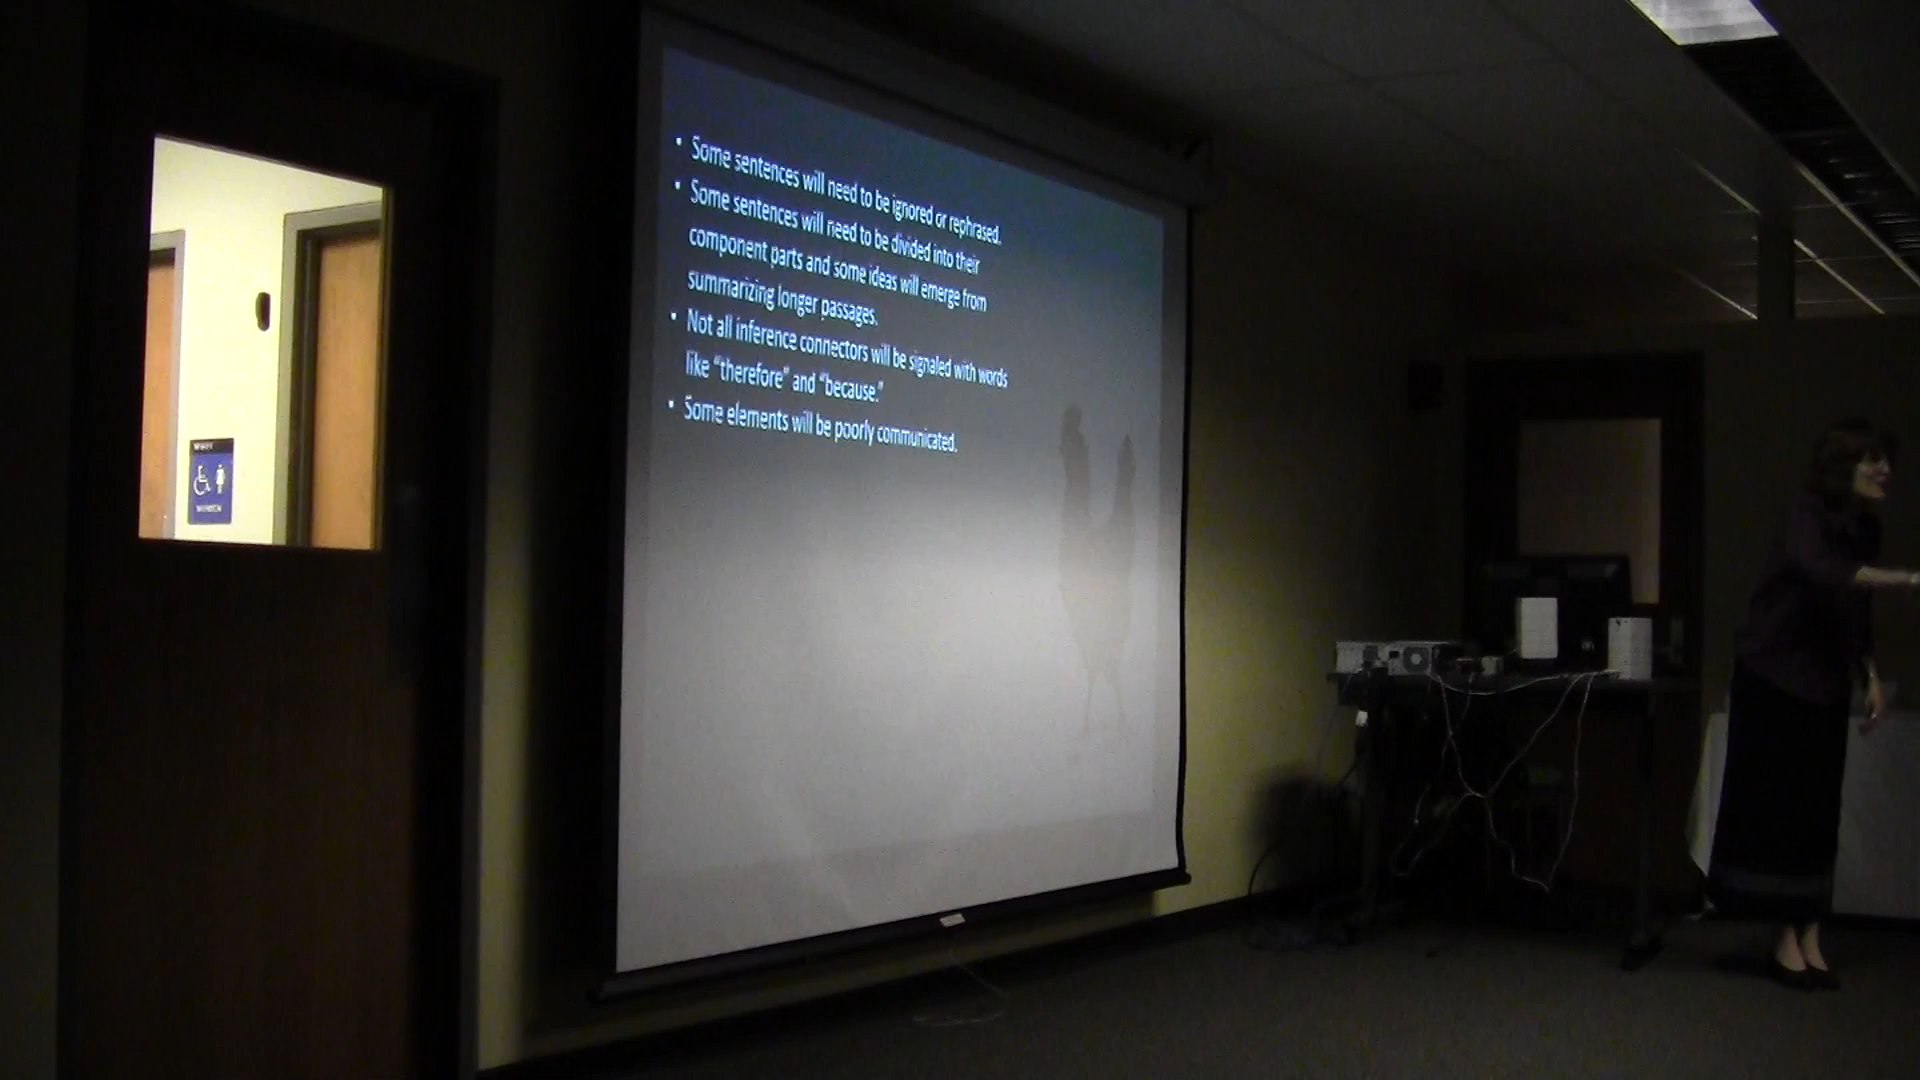 • Some sentences will need to be ignored or rephrased.
• Some sentences will need to be divided into their
component parts and some ideas will emerge from
summarizing longer passages.
• Not all inference connectors will be signaled with words
like “therefore” and “because.”
• Some elements will be poorly communicated.
WOMEN